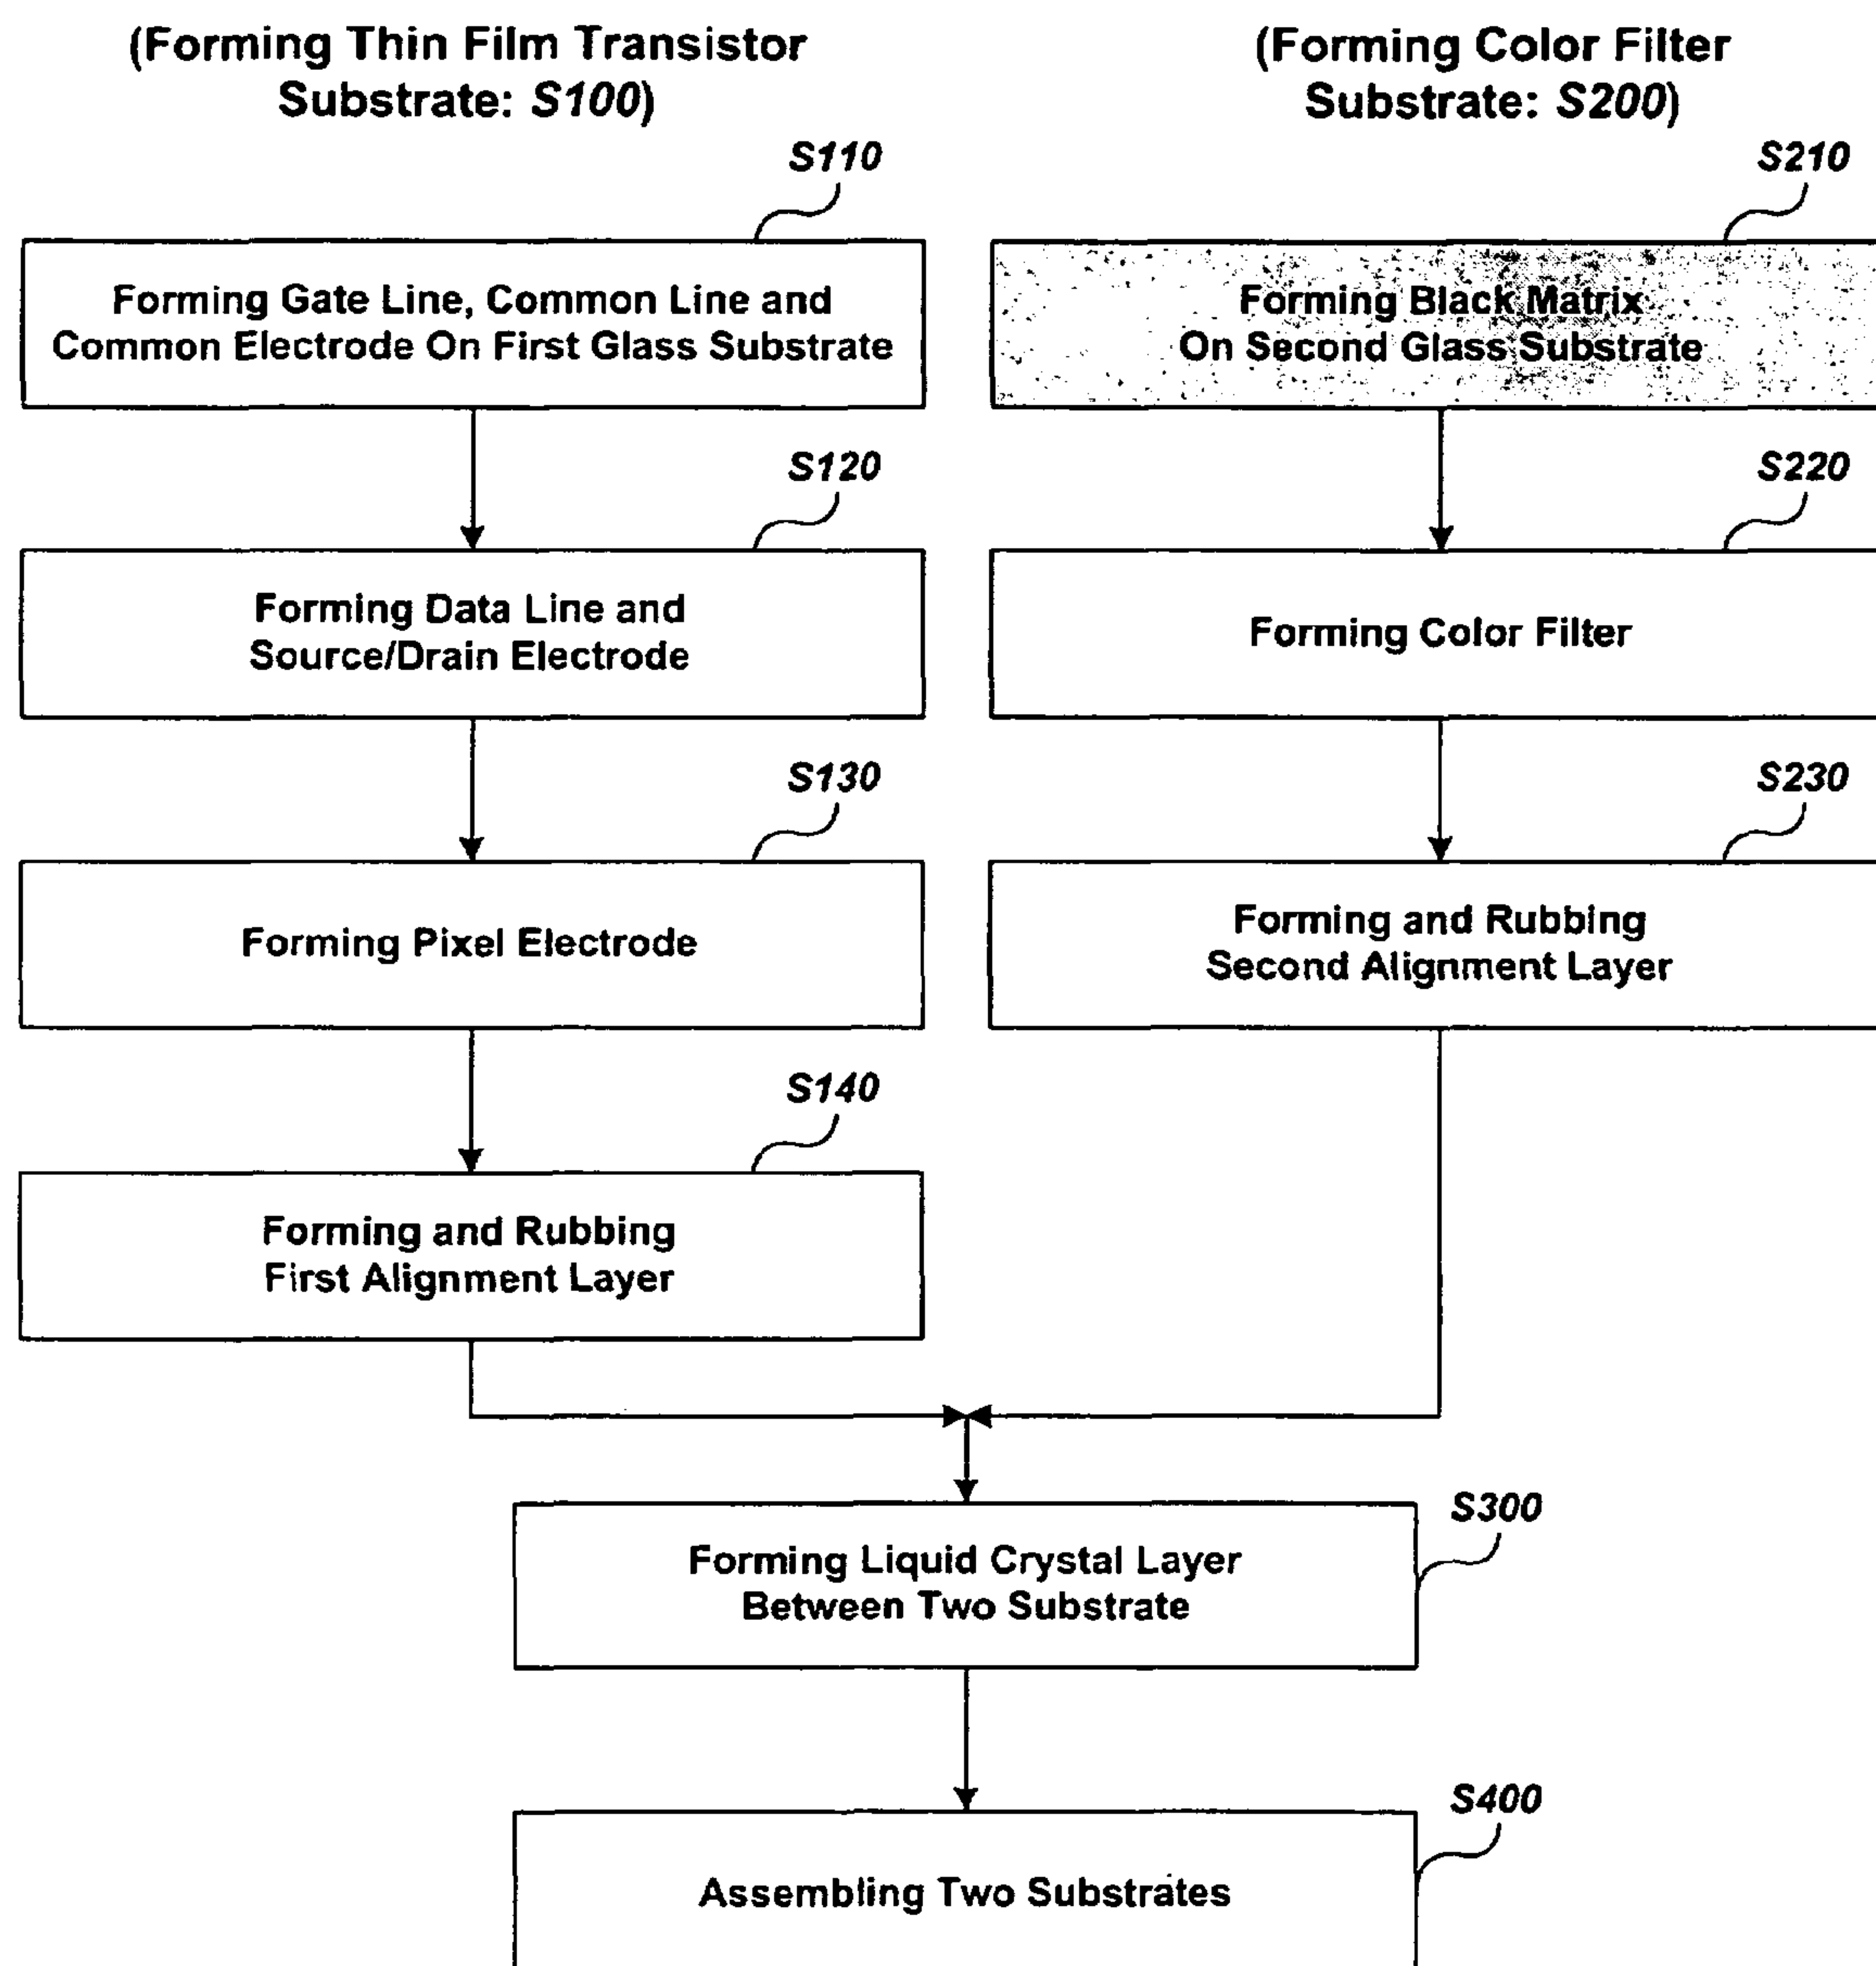 (Forming Thin Film Transistor
Substrate: S100)
S110
Forming Gate Line, Common Line and
Common Electrode On First Glass Substrate
S120
Forming Data Line and
Source/Drain Electrode
S130
Forming Pixel Electrode
S140
Forming and Rubbing
First Alignment Layer
(Forming Color Filter
Substrate: S200)
S210
Forming Black Matrix
On Second Glass Substrate
S220
Forming Color Filter
S230
Forming and Rubbing
Second Alignment Layer
S300
Forming Liquid Crystal Layer
Between Two Substrate
S400
Assembling Two Substrates